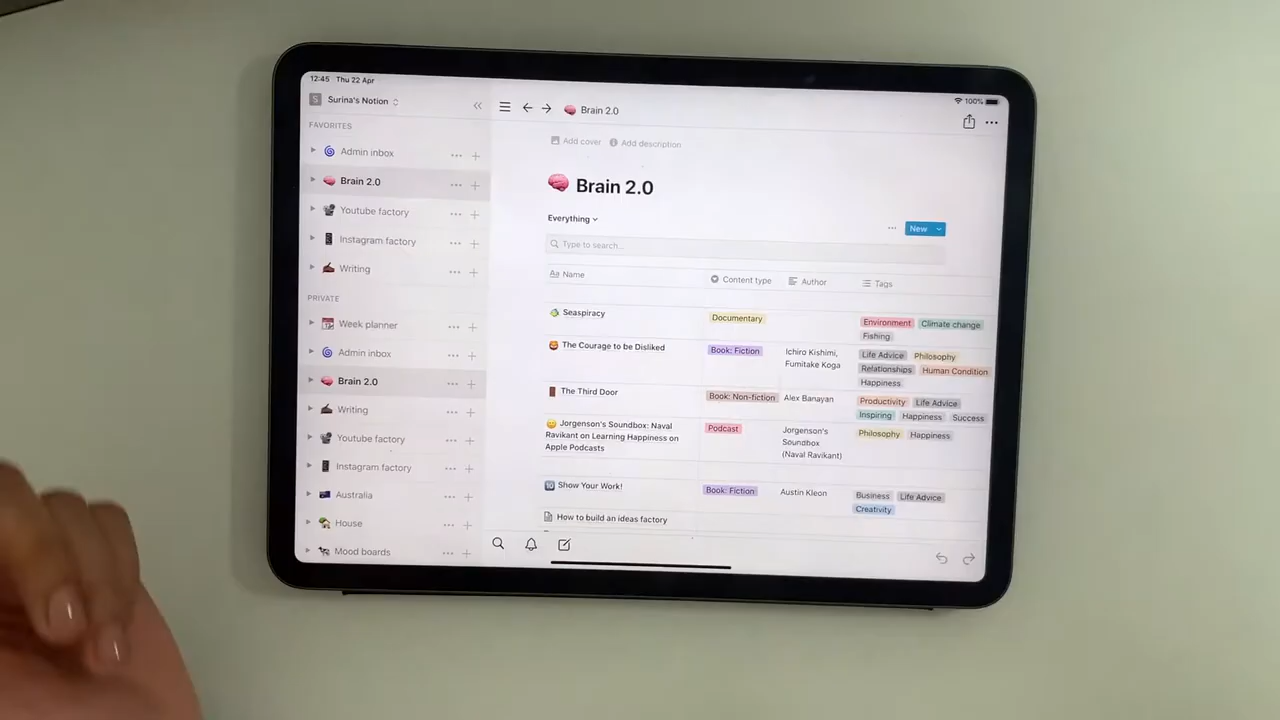 12:45 Thu 22 Apr
100%
S Surina's Notion
FAVORITES
Admin inbox
Brain 2.0
Youtube factory
Instagram factory
Writing
PRIVATE
Week planner
Admin inbox
Brain 2.0
Writing
Youtube factory
Instagram factory
Australia
House
Mood boards
Brain 2.0
Add cover Add description
Brain 2.0
Everything
New
Type to search...
Aa Name Content type Author Tags
Seaspiracy Documentary Environment Climate change
Fishing
The Courage to be Disliked Book: Fiction Ichiro Kishimi, Life Advice Philosophy
Fumitake Koga Relationships Human Condition
Happiness
The Third Door Book: Non-fiction Alex Banayan Productivity Life Advice
Inspiring Happiness Success
Jorgenson's Soundbox: Naval Podcast Jorgenson's Philosophy Happiness
Ravikant on Learning Happiness on Soundbox
Apple Podcasts (Naval Ravikant)
10 Show Your Work! Book: Fiction Austin Kleon Business Life Advice
Creativity
How to build an ideas factory